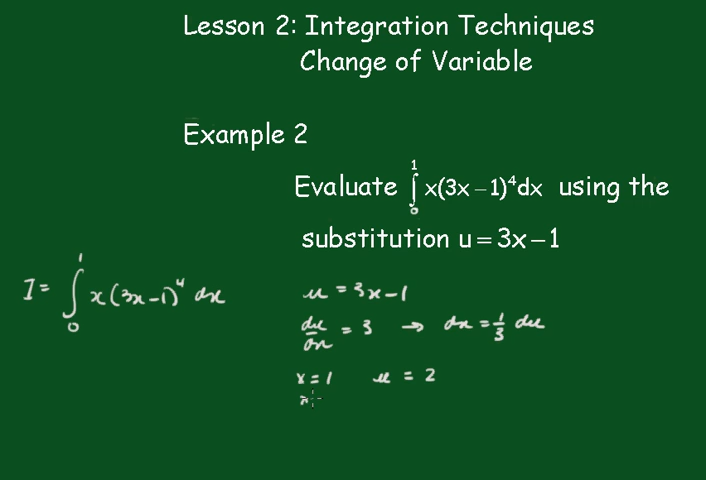 Lesson 2: Integration Techniques
Change of Variable
Example 2
Evaluate ∫₀¹ x(3x – 1)⁴dx using the
substitution u = 3x – 1
I = ∫₀¹ x(3x – 1)⁴ dx
u = 3x – 1
du/dx = 3 → dx = 1/3 du
x = 1 u = 2
x